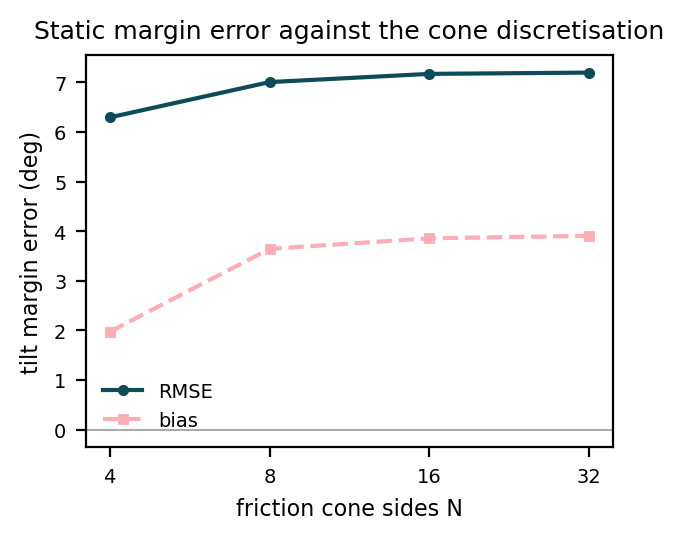 Static margin error against the cone discretisation
tilt margin error (deg)
7
6
5
4
3
2
1
0
RMSE
bias
4
8
16
32
friction cone sides N